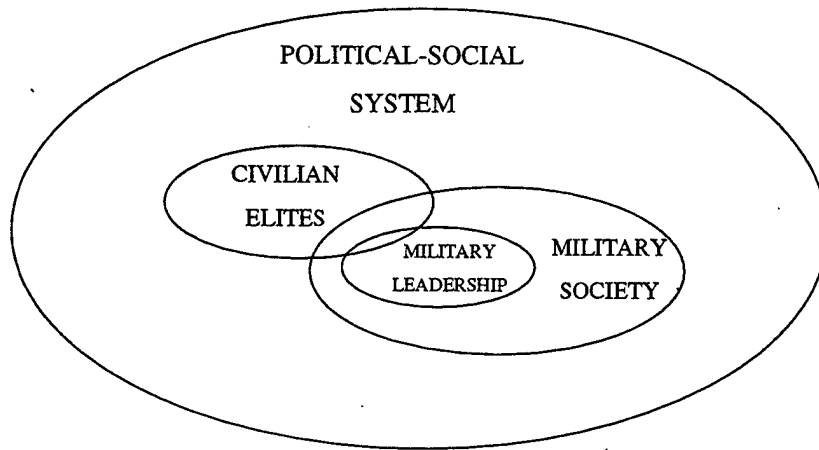 POLITICAL-SOCIAL
SYSTEM
CIVILIAN
ELITES
MILITARY
LEADERSHIP
MILITARY
SOCIETY